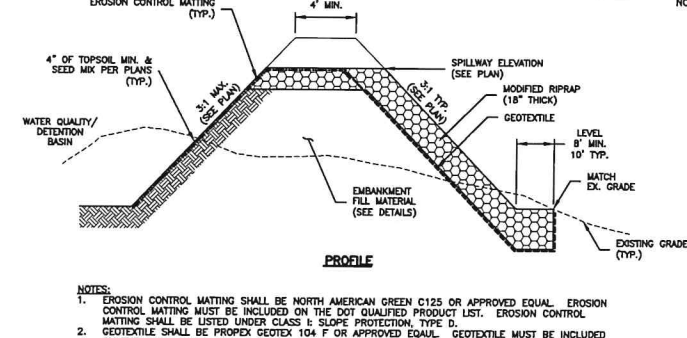 EROSION CONTROL MATTING
(TYP.)
4' MIN.
NO
4" OF TOPSOIL MIN. &
SEED MIX PER PLANS
(TYP.)
SPILLWAY ELEVATION
(SEE PLAN)
3:1 MAX.
(SEE PLAN)
3:1 TYP.
(SEE PLAN)
MODIFIED RIPRAP
(18" THICK)
GEOTEXTILE
WATER QUALITY/
DETENTION
BASIN
LEVEL
8' MIN.
10' TYP.
MATCH
EX. GRADE
EMBANKMENT
FILL MATERIAL
(SEE DETAILS)
EXISTING GRADE
(TYP.)
PROFILE
NOTES:
1. EROSION CONTROL MATTING SHALL BE NORTH AMERICAN GREEN C125 OR APPROVED EQUAL. EROSION
CONTROL MATTING MUST BE INCLUDED ON THE DOT QUALIFIED PRODUCT LIST. EROSION CONTROL
MATTING SHALL BE LISTED UNDER CLASS I: SLOPE PROTECTION, TYPE D.
2. GEOTEXTILE SHALL BE PROPEX GEOTEX 104 F OR APPROVED EQAUL. GEOTEXTILE MUST BE INCLUDED